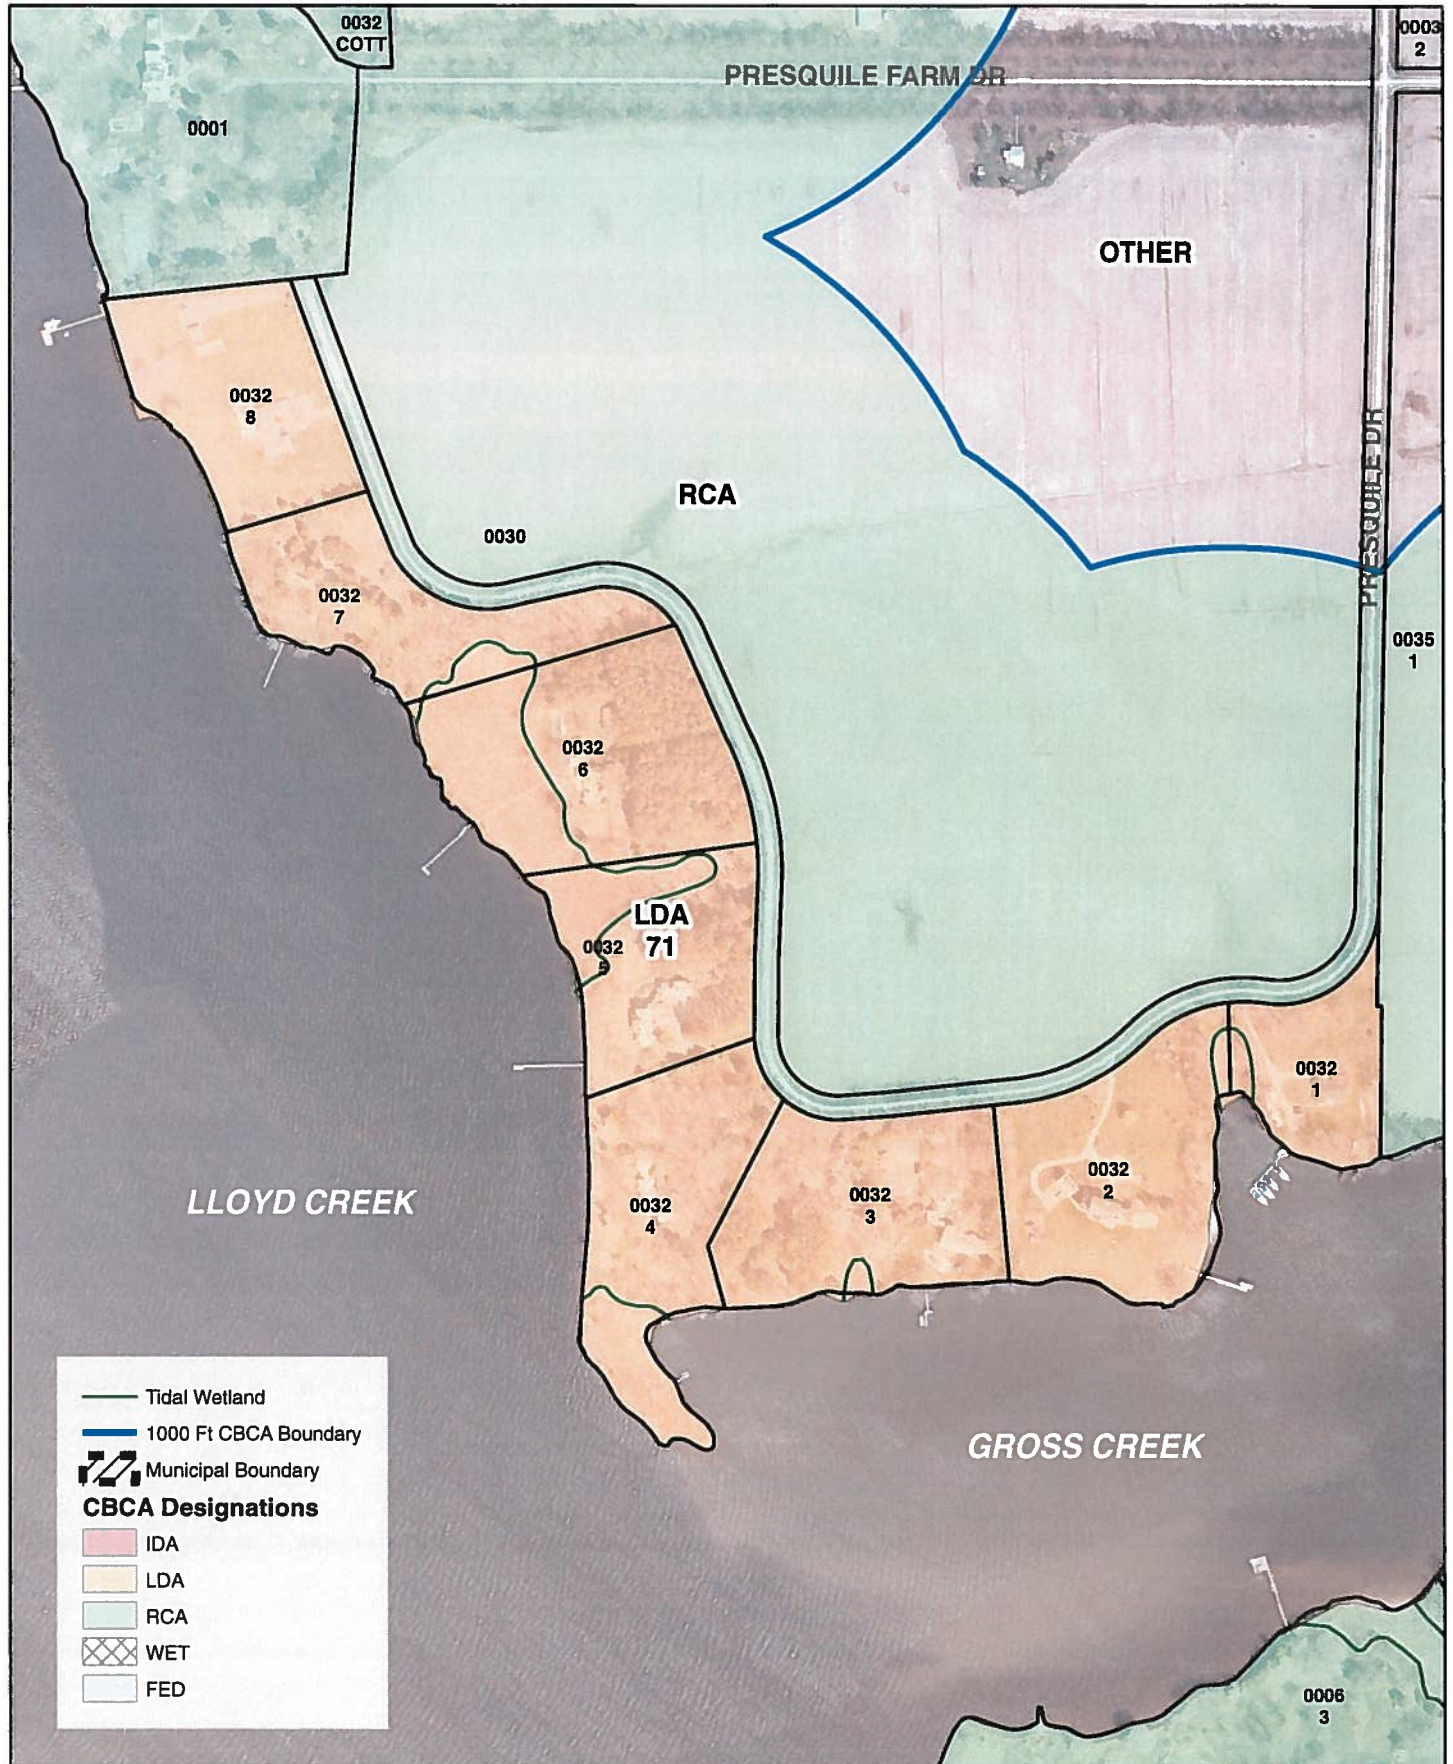 0032
COTT
0003
2
PRESQUILE FARM DR
0001
OTHER
0032
8
RCA
0030
PRESQUILE DR
0032
7
0035
1
0032
6
LDA
71
0032
5
0032
1
0032
2
0032
3
0032
4
LLOYD CREEK
GROSS CREEK
Tidal Wetland
1000 Ft CBCA Boundary
Municipal Boundary
CBCA Designations
IDA
LDA
RCA
WET
FED
0006
3